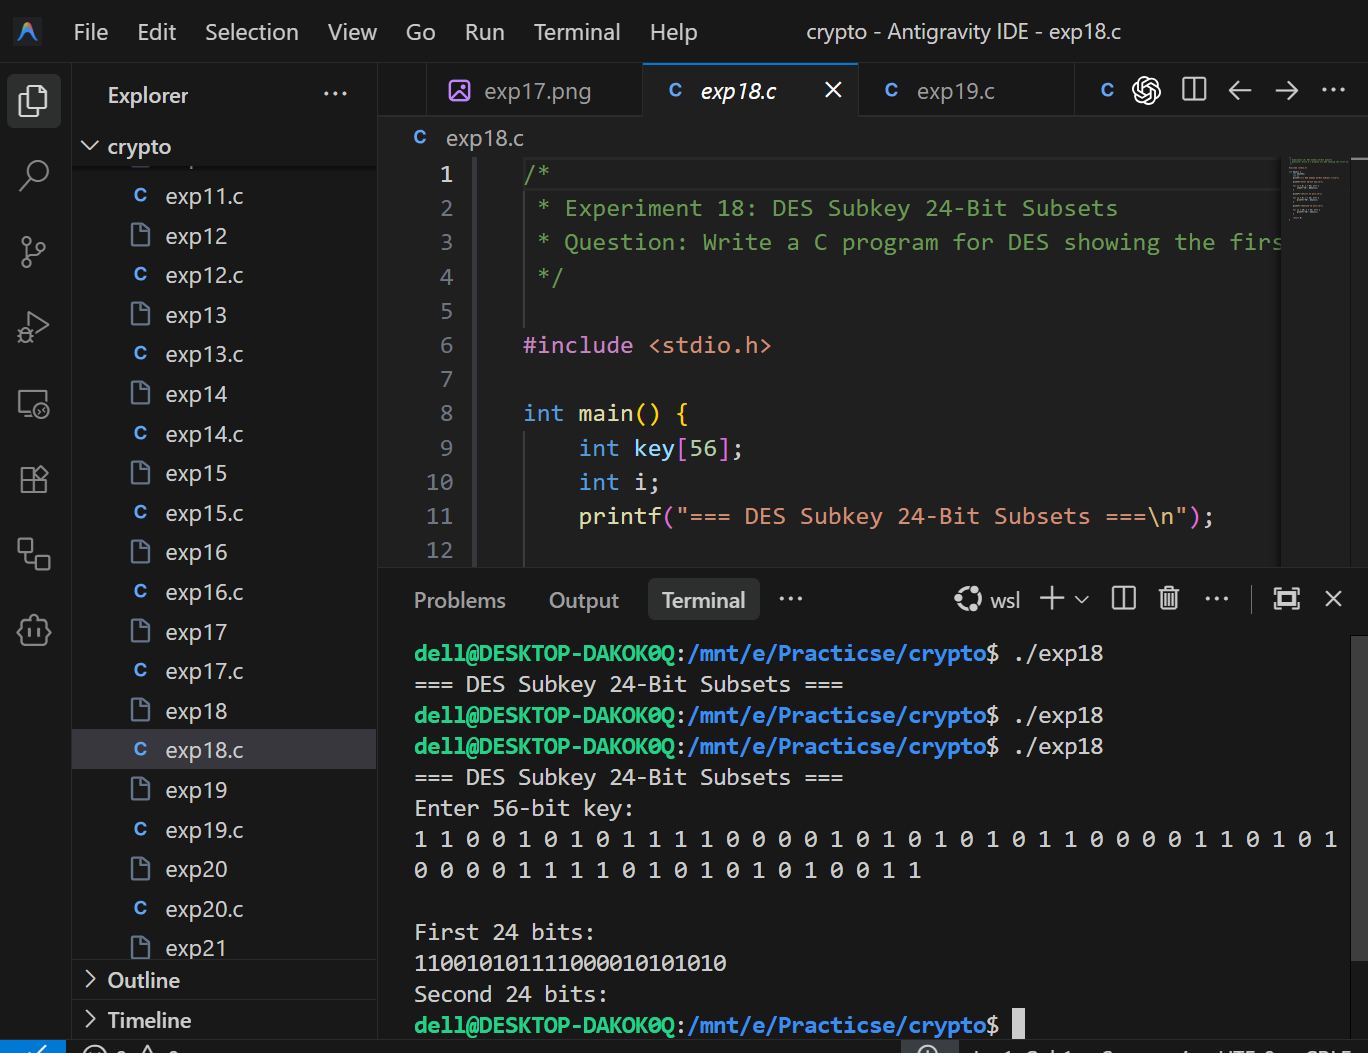 File Edit Selection View Go Run Terminal Help crypto - Antigravity IDE - exp18.c
Explorer ···
crypto
exp11.c
exp12
exp12.c
exp13
exp13.c
exp14
exp14.c
exp15
exp15.c
exp16
exp16.c
exp17
exp17.c
exp18
exp18.c
exp19
exp19.c
exp20
exp20.c
exp21
Outline
Timeline
exp17.png C exp18.c C exp19.c C
C exp18.c
1 /*
2 * Experiment 18: DES Subkey 24-Bit Subsets
3 * Question: Write a C program for DES showing the firs
4 */
5
6 #include <stdio.h>
7
8 int main() {
9 int key[56];
10 int i;
11 printf("=== DES Subkey 24-Bit Subsets ===\n");
12
Problems Output Terminal ··· wsl
dell@DESKTOP-DAKOK0Q:/mnt/e/Practicse/crypto$ ./exp18
=== DES Subkey 24-Bit Subsets ===
dell@DESKTOP-DAKOK0Q:/mnt/e/Practicse/crypto$ ./exp18
dell@DESKTOP-DAKOK0Q:/mnt/e/Practicse/crypto$ ./exp18
=== DES Subkey 24-Bit Subsets ===
Enter 56-bit key:
1 1 0 0 1 0 1 0 1 1 1 1 0 0 0 0 1 0 1 0 1 0 1 0 1 1 0 0 0 0 1 1 0 1 0 1
0 0 0 0 1 1 1 1 0 1 0 1 0 1 0 1 0 0 1 1
First 24 bits:
110010101111000010101010
Second 24 bits:
dell@DESKTOP-DAKOK0Q:/mnt/e/Practicse/crypto$